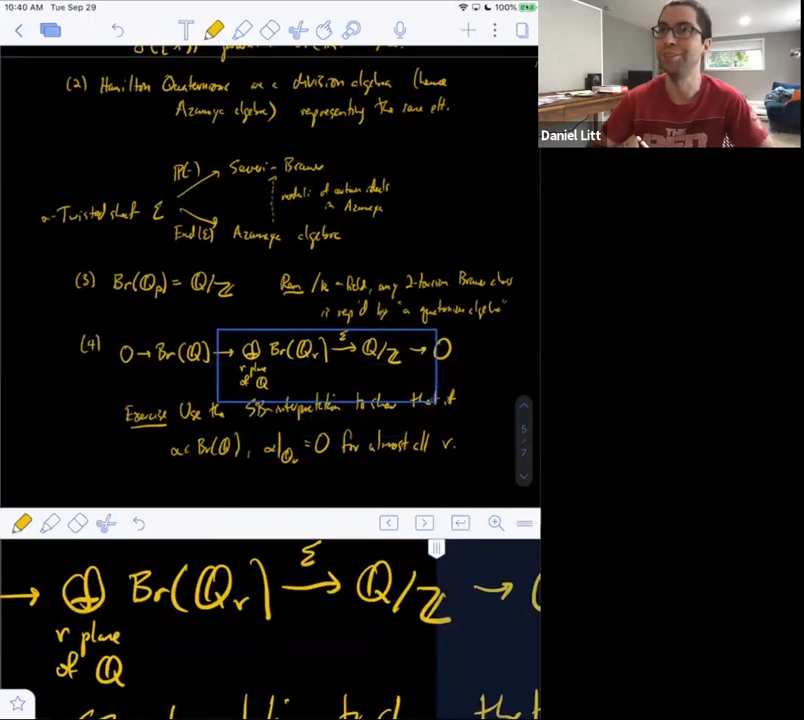 10:40 AM Tue Sep 29
100%
(2) Hamilton Quaternions as a division algebra (hence
Azumaya algebra) representing the same elt.
P(-) Severi-Brauer
moduli of certain ideals
in Azumaya
α-Twisted sheaf ℰ
End(ℰ) Azumaya algebra
(3) Br(ℚp) = ℚ/ℤ Rem /k-field, any 2-torsion Brauer class
is rep'd by "a quaternion algebra"
(4) 0 → Br(ℚ) → ⊕ Br(ℚv) Σ→ ℚ/ℤ → 0
v place
of ℚ
Exercise Use the SB-interpretation to show that if
α∈Br(ℚ), α|ℚv = 0 for almost all v.
5
/
7
→ ⊕ Br(ℚv) Σ→ ℚ/ℤ → 
v place
of ℚ
Daniel Litt
THE